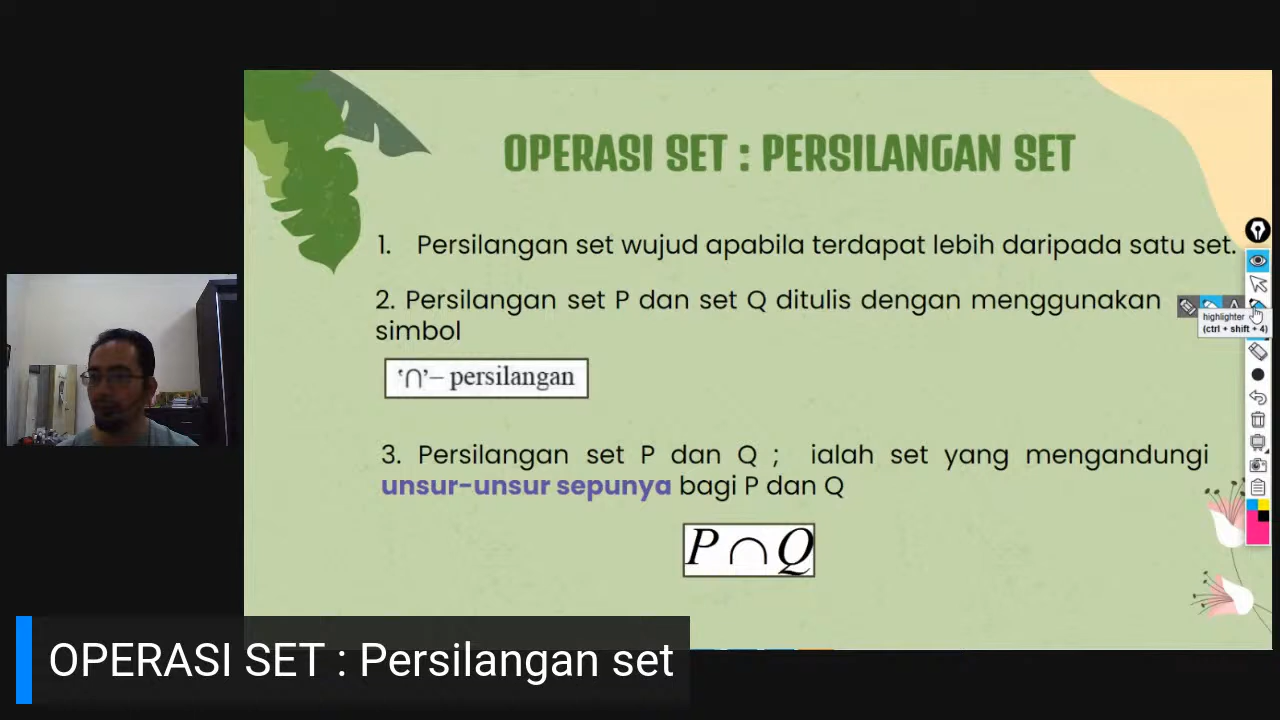 OPERASI SET : PERSILANGAN SET
1. Persilangan set wujud apabila terdapat lebih daripada satu set.
2. Persilangan set P dan set Q ditulis dengan menggunakan
simbol
highlighter
(ctrl + shift + 4)
'∩'– persilangan
3. Persilangan set P dan Q ; ialah set yang mengandungi
unsur-unsur sepunya bagi P dan Q
P ∩ Q
OPERASI SET : Persilangan set